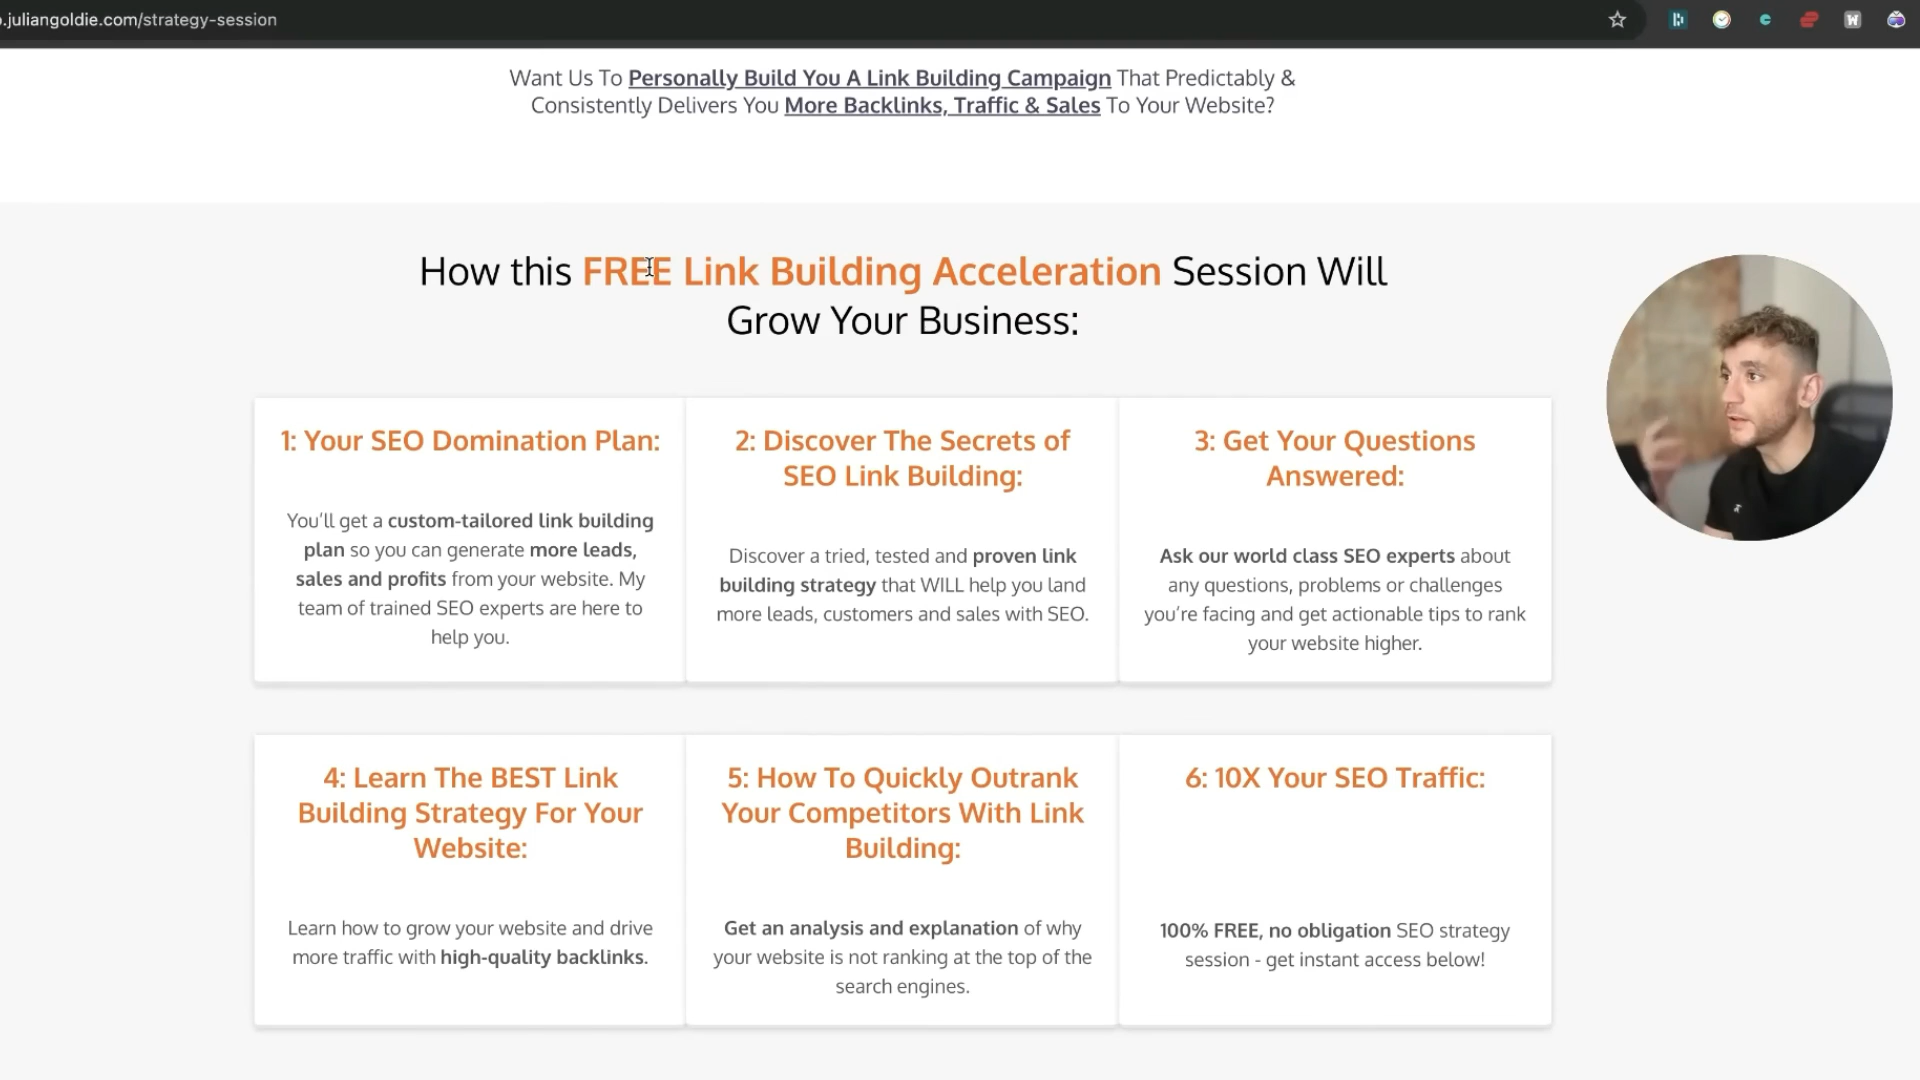 .juliangoldie.com/strategy-session
Want Us To Personally Build You A Link Building Campaign That Predictably &
Consistently Delivers You More Backlinks, Traffic & Sales To Your Website?
How this FREE Link Building Acceleration Session Will
Grow Your Business:
1: Your SEO Domination Plan:
You'll get a custom-tailored link building
plan so you can generate more leads,
sales and profits from your website. My
team of trained SEO experts are here to
help you.
2: Discover The Secrets of
SEO Link Building:
Discover a tried, tested and proven link
building strategy that WILL help you land
more leads, customers and sales with SEO.
3: Get Your Questions
Answered:
Ask our world class SEO experts about
any questions, problems or challenges
you're facing and get actionable tips to rank
your website higher.
4: Learn The BEST Link
Building Strategy For Your
Website:
Learn how to grow your website and drive
more traffic with high-quality backlinks.
5: How To Quickly Outrank
Your Competitors With Link
Building:
Get an analysis and explanation of why
your website is not ranking at the top of the
search engines.
6: 10X Your SEO Traffic:
100% FREE, no obligation SEO strategy
session - get instant access below!